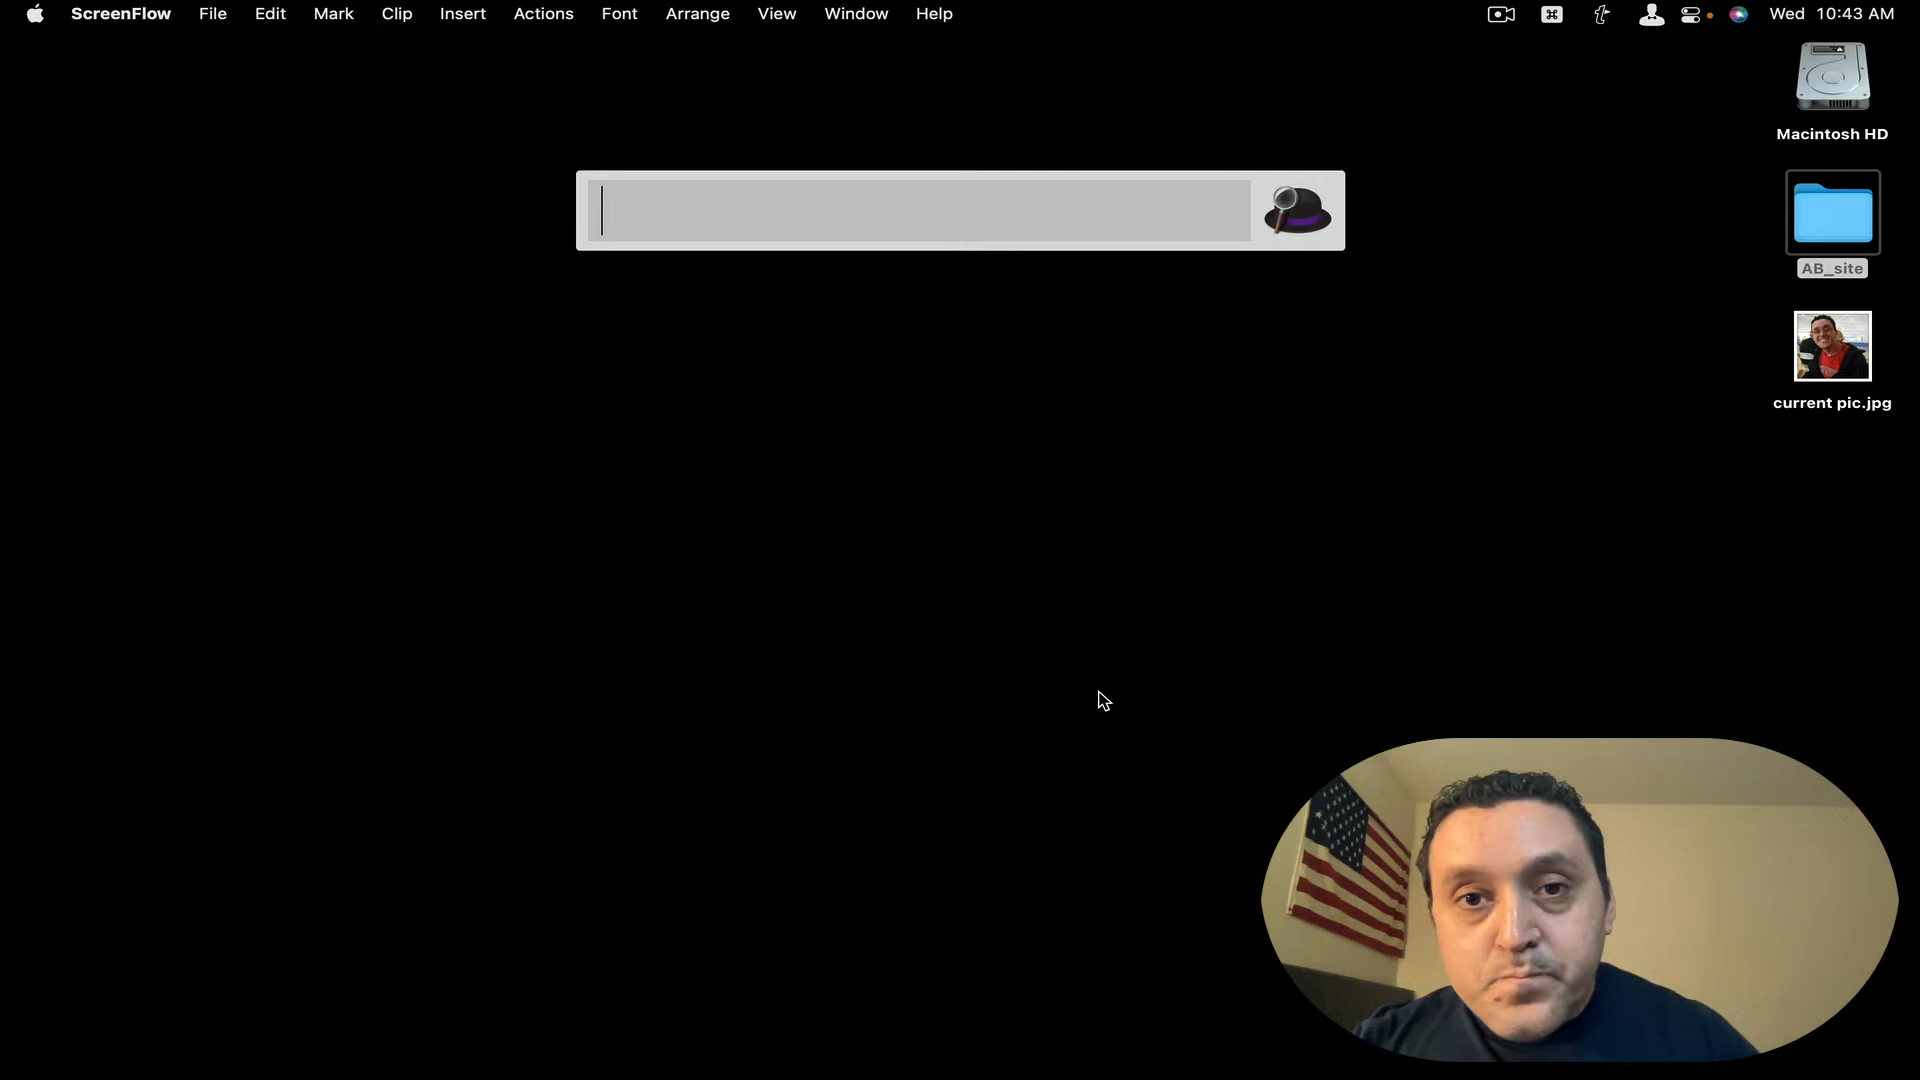 ScreenFlow File Edit Mark Clip Insert Actions Font Arrange View Window Help Wed 10:43 AM
Macintosh HD
AB_site
current pic.jpg